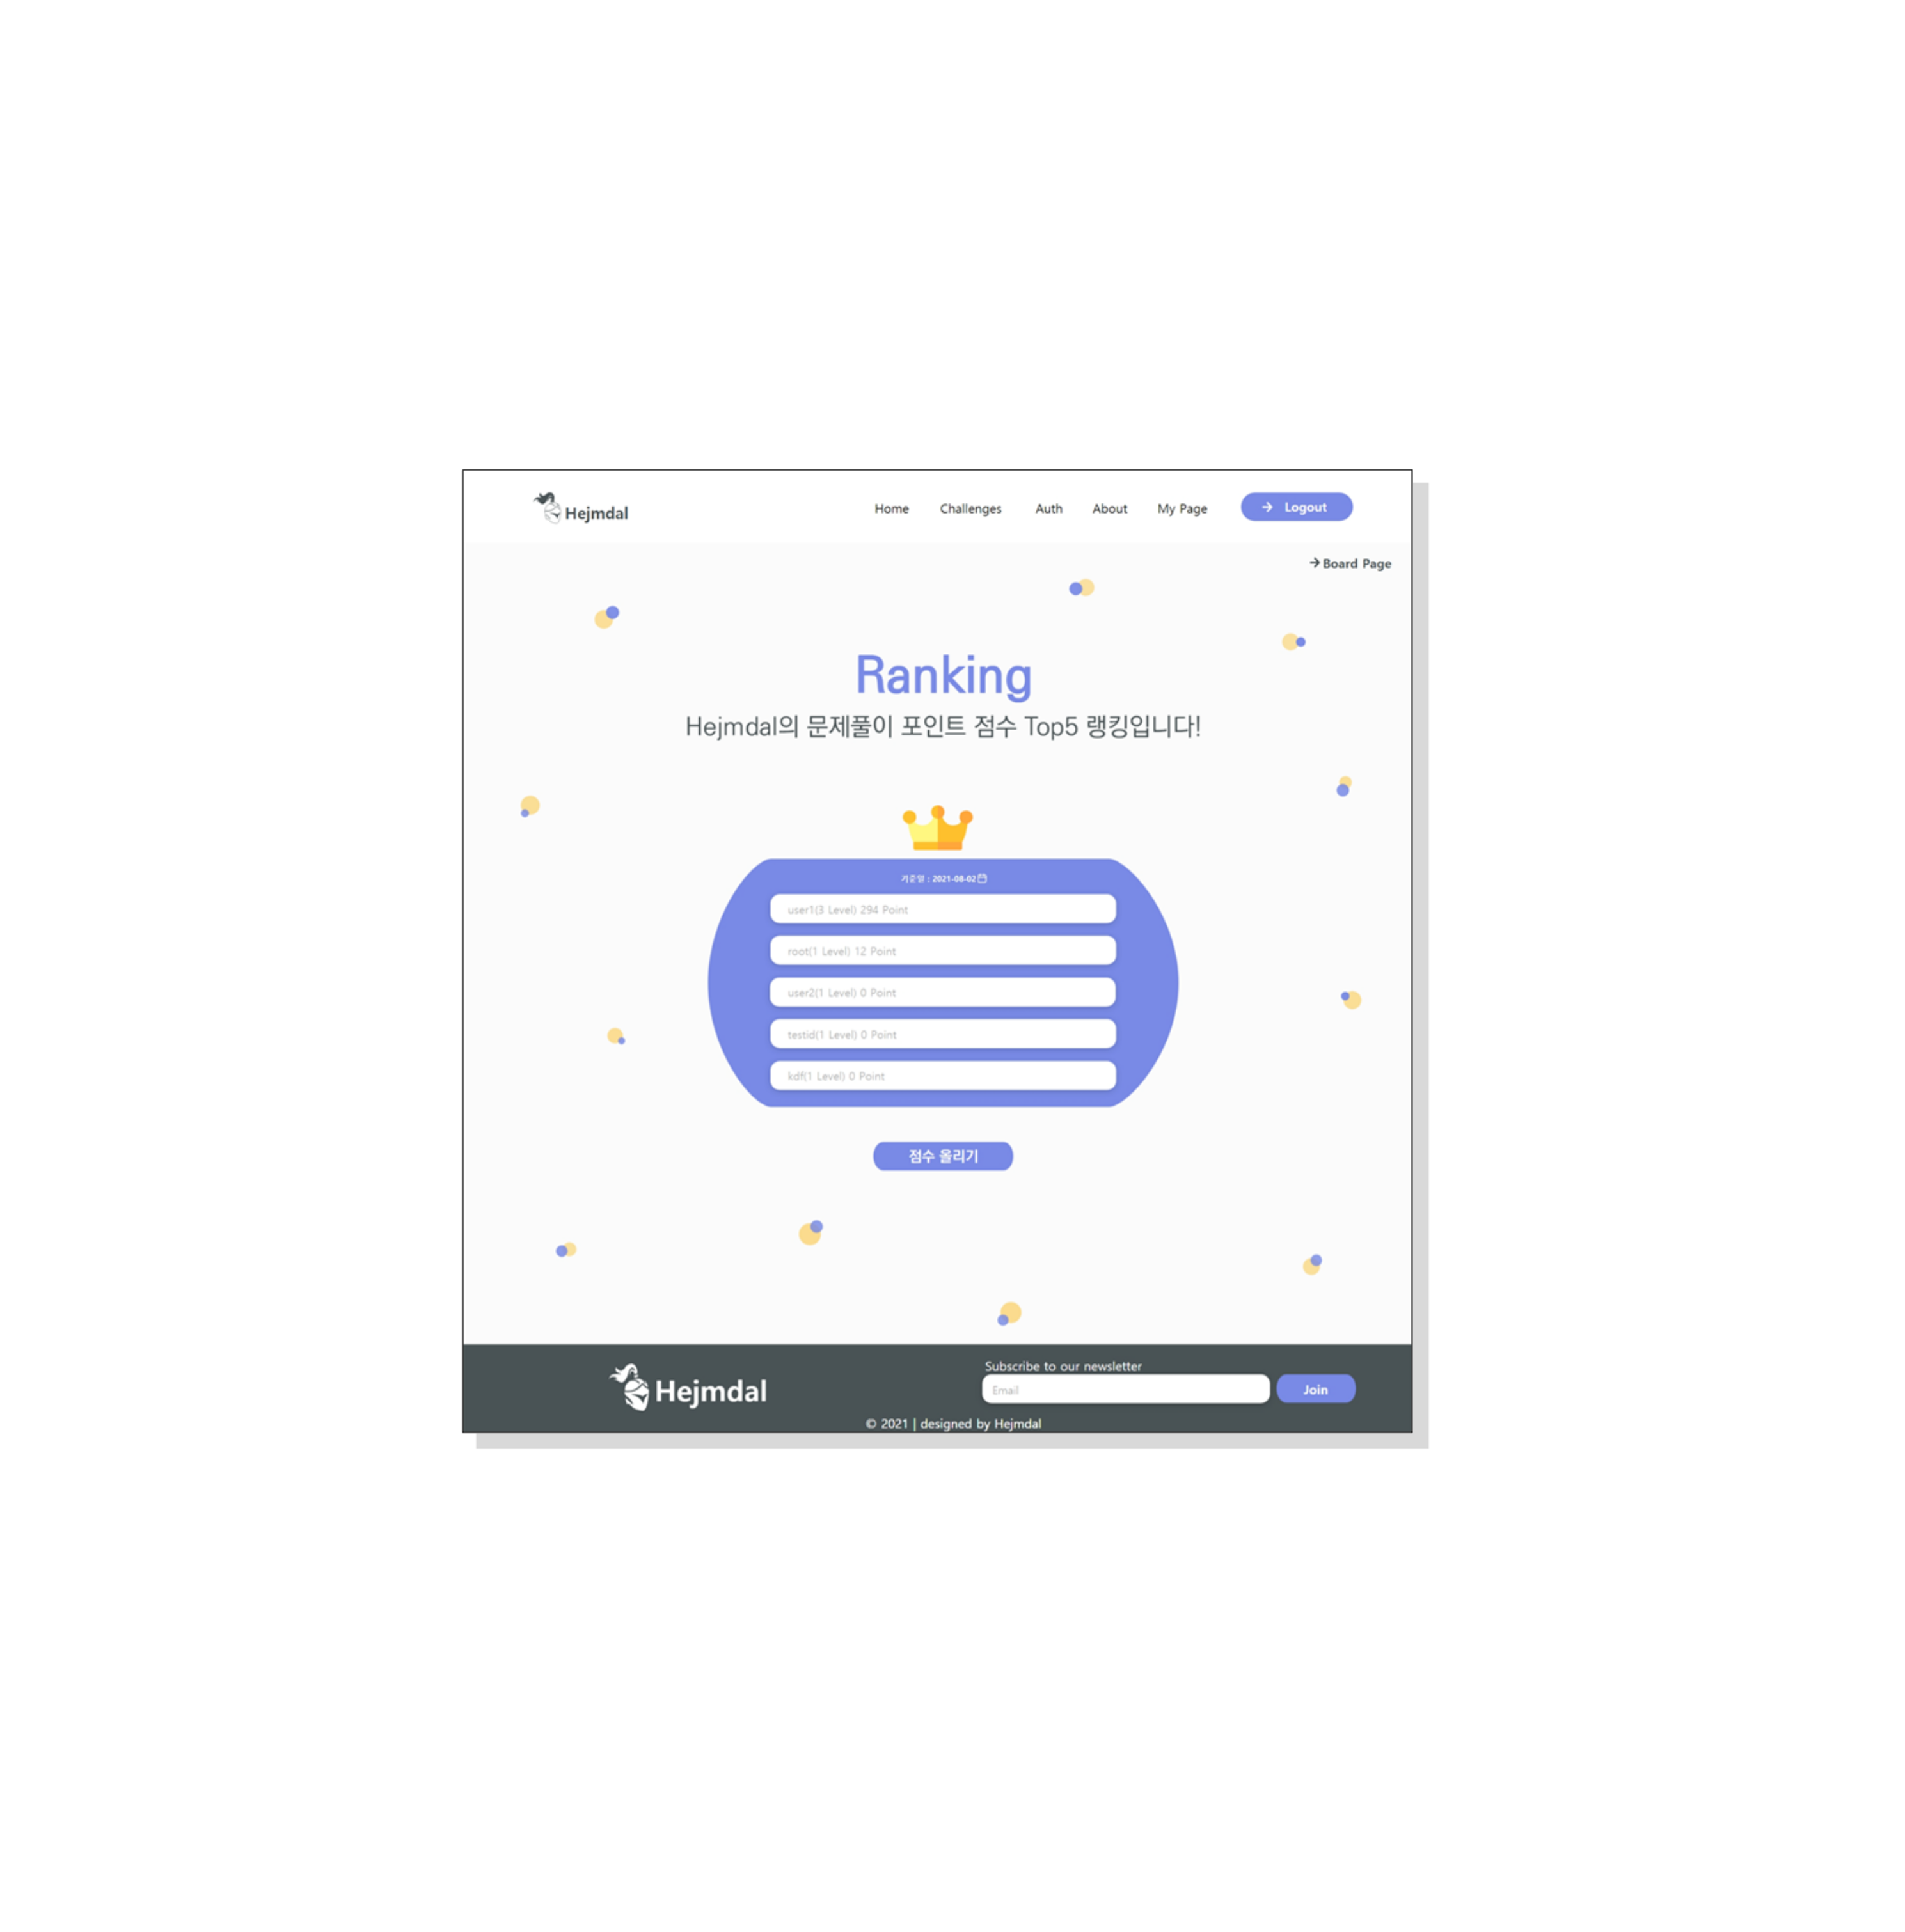 Hejmdal
Home Challenges Auth About My Page → Logout
→ Board Page
Ranking
Hejmdal의 문제풀이 포인트 점수 Top5 랭킹입니다!
기준일 : 2021-08-02
user1(3 Level) 294 Point
root(1 Level) 12 Point
user2(1 Level) 0 Point
testid(1 Level) 0 Point
kdf(1 Level) 0 Point
점수 올리기
Hejmdal
Subscribe to our newsletter
Email Join
© 2021 | designed by Hejmdal